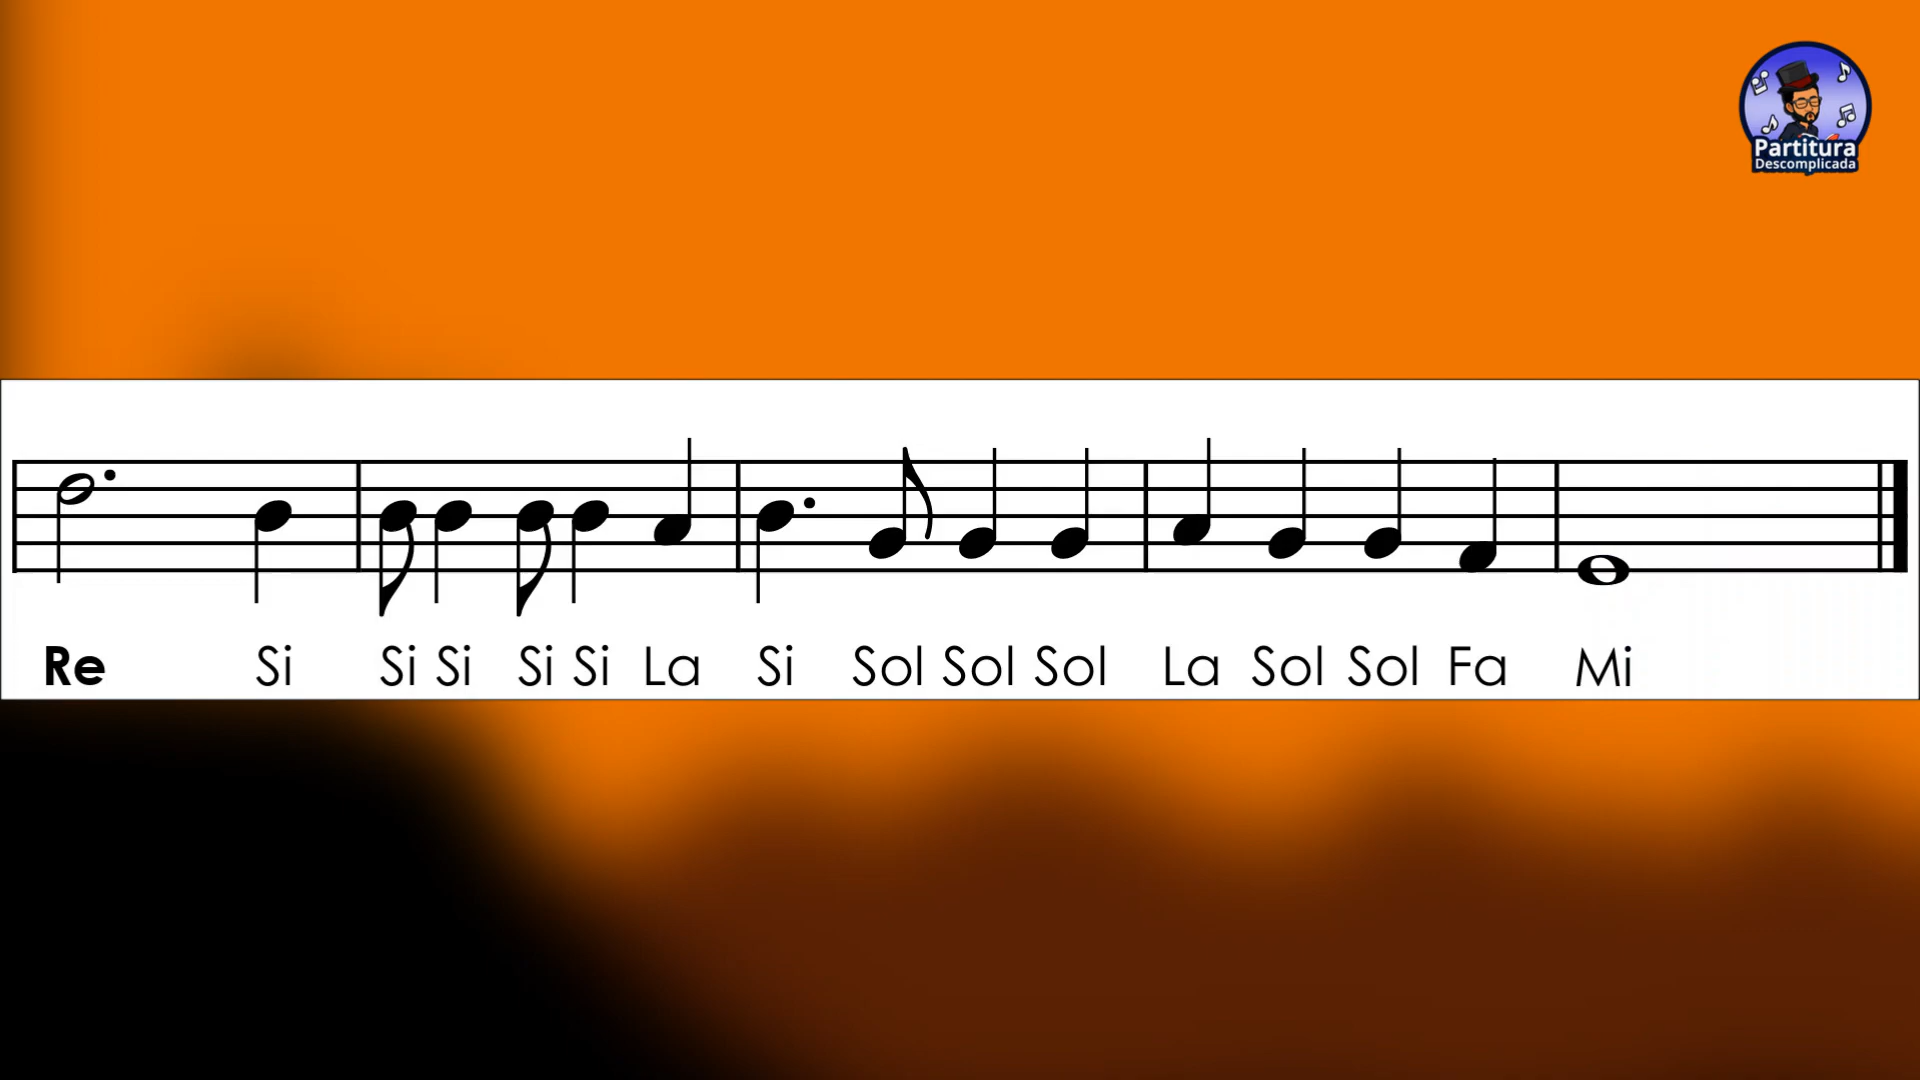 Partitura
Descomplicada
Re Si Si Si Si Si La Si Sol Sol Sol La Sol Sol Fa Mi